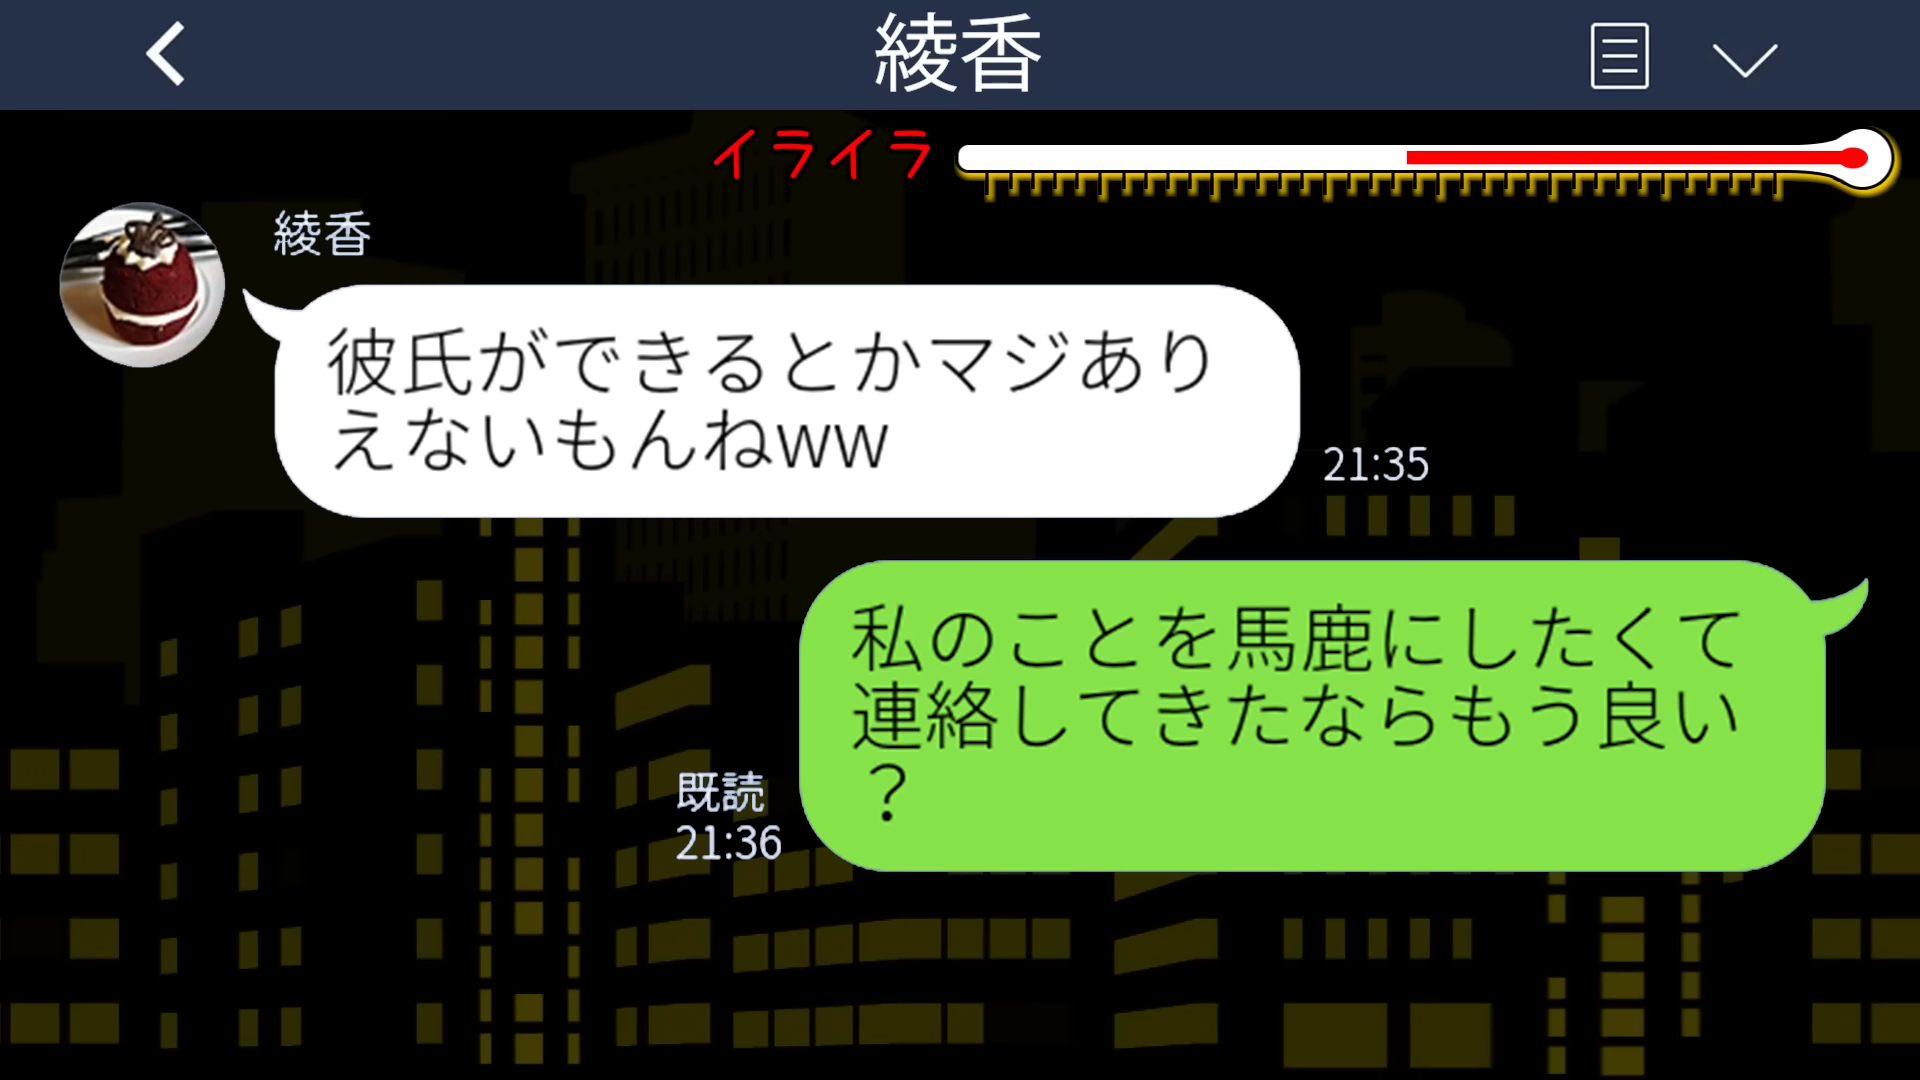 綾香
イライラ
綾香
彼氏ができるとかマジあり
えないもんねww
21:35
私のことを馬鹿にしたくて
連絡してきたならもう良い
？
既読
21:36